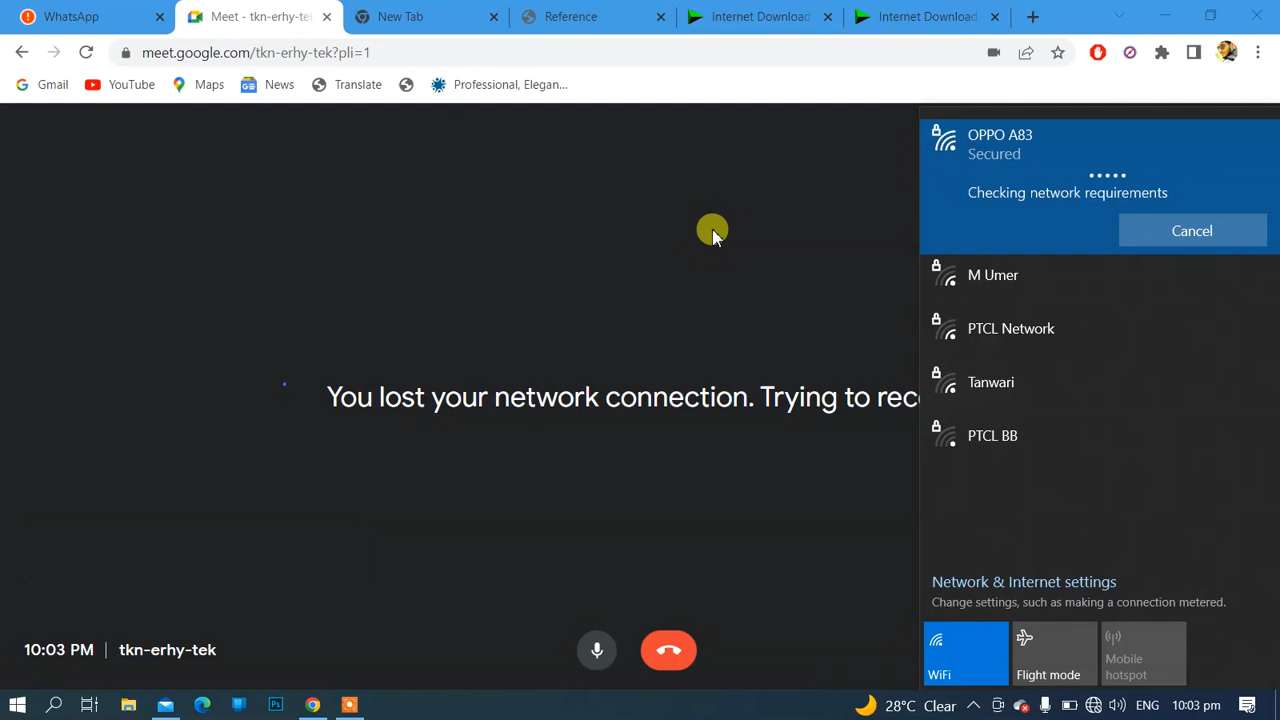 WhatsApp
Meet - tkn-erhy-tek
New Tab
Reference
Internet Download
Internet Download
meet.google.com/tkn-erhy-tek?pli=1
Gmail
YouTube
Maps
News
Translate
Professional, Elegan...
OPPO A83
Secured
Checking network requirements
Cancel
M Umer
PTCL Network
Tanwari
PTCL BB
You lost your network connection. Trying to rec
Network & Internet settings
Change settings, such as making a connection metered.
WiFi
Flight mode
Mobile
hotspot
10:03 PM | tkn-erhy-tek
28°C Clear
ENG
10:03 pm